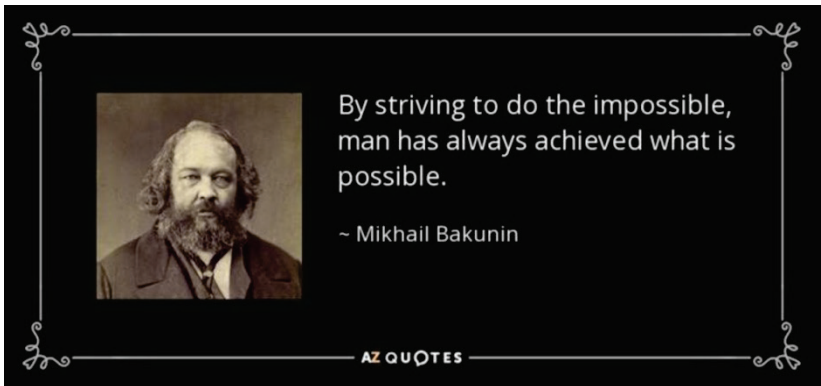 By striving to do the impossible,
man has always achieved what is
possible.
~ Mikhail Bakunin
AZ QUOTES